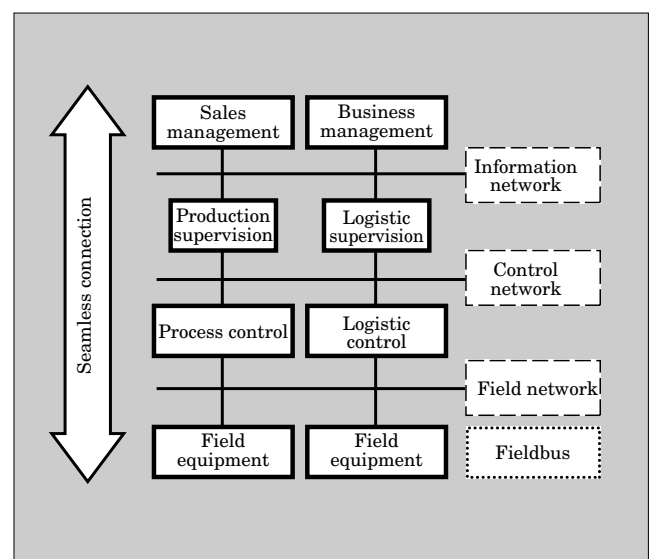 Seamless connection
Sales
management
Business
management
Information
network
Production
supervision
Logistic
supervision
Control
network
Process control
Logistic
control
Field network
Field
equipment
Field
equipment
Fieldbus